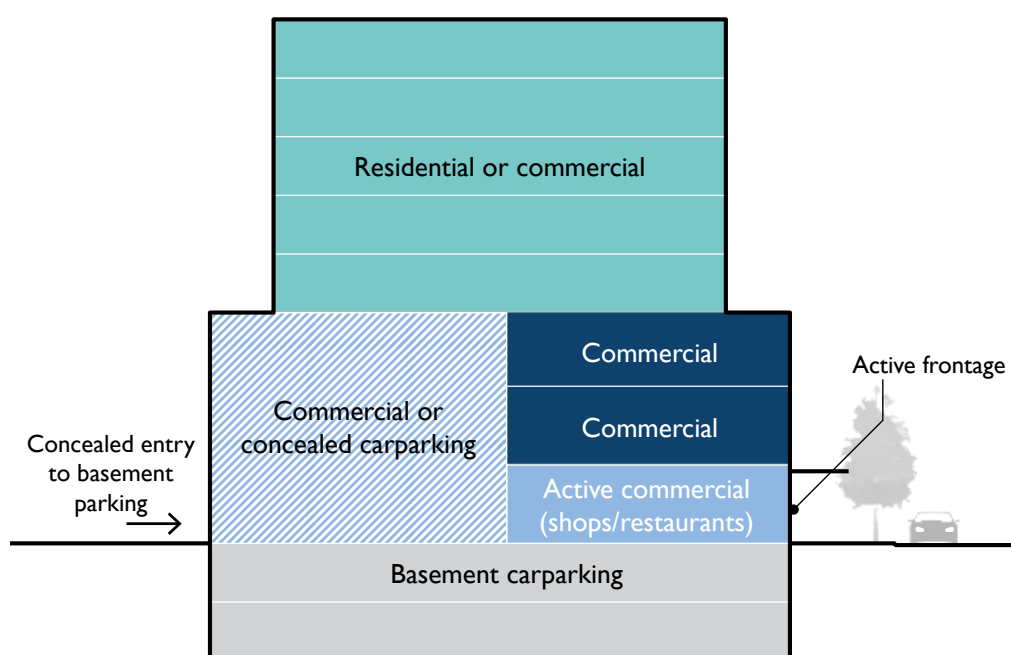 Residential or commercial
Commercial
Active frontage
Commercial or
concealed carparking
Commercial
Concealed entry
to basement
parking
Active commercial
(shops/restaurants)
Basement carparking